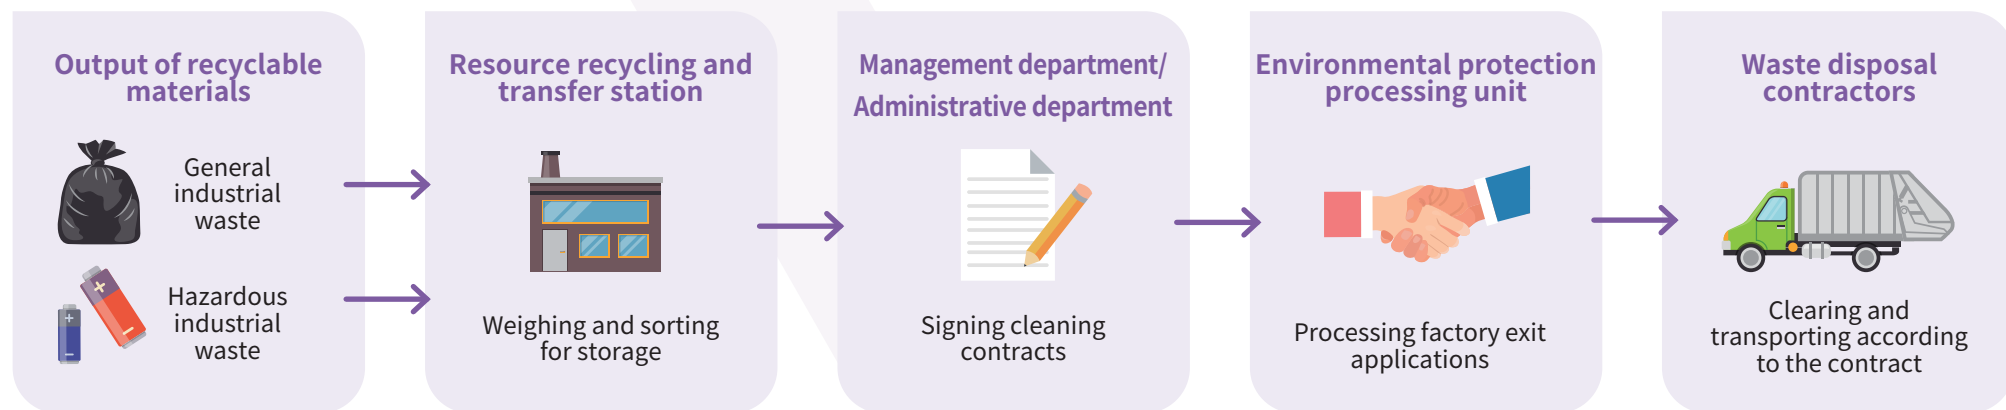 Output of recyclable
materials
General
industrial
waste
Hazardous
industrial
waste
Resource recycling and
transfer station
Weighing and sorting
for storage
Management department/
Administrative department
Signing cleaning
contracts
Environmental protection
processing unit
Processing factory exit
applications
Waste disposal
contractors
Clearing and
transporting according
to the contract